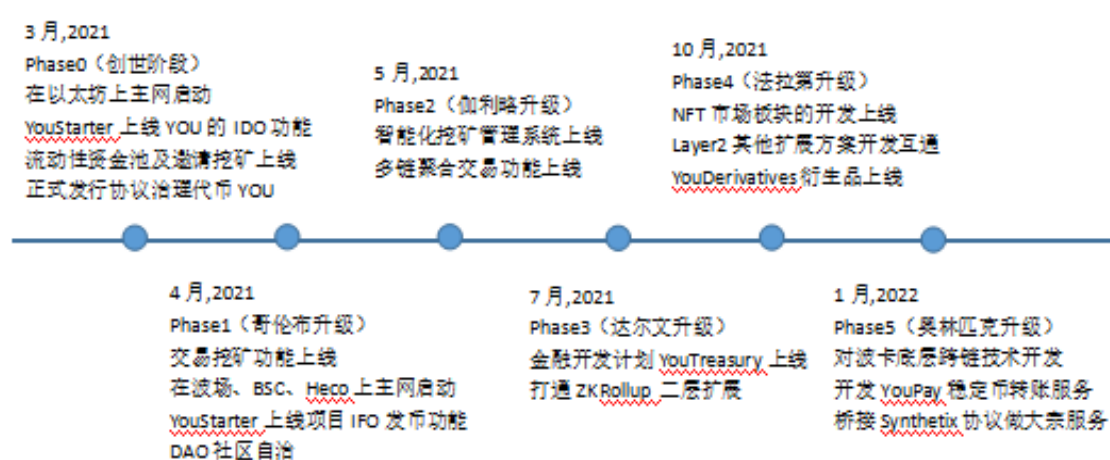 3 月,2021
Phase0（创世阶段）
在以太坊上主网启动
YouStarter 上线 YOU 的 IDO 功能
流动性资金池及邀请挖矿上线
正式发行协议治理代币 YOU
4 月,2021
Phase1（哥伦布升级）
交易挖矿功能上线
在波场、BSC、Heco 上主网启动
YouStarter 上线项目 IFO 发币功能
DAO 社区自治
5 月,2021
Phase2（伽利略升级）
智能化挖矿管理系统上线
多链聚合交易功能上线
7 月,2021
Phase3（达尔文升级）
金融开发计划 YouTreasury 上线
打通 ZKRollup 二层扩展
10 月,2021
Phase4（法拉第升级）
NFT 市场板块的开发上线
Layer2 其他扩展方案开发互通
YouDerivatives 衍生品上线
1 月,2022
Phase5（奥林匹克升级）
对波卡底层跨链技术开发
开发 YouPay 稳定币转账服务
桥接 Synthetix 协议做大宗服务